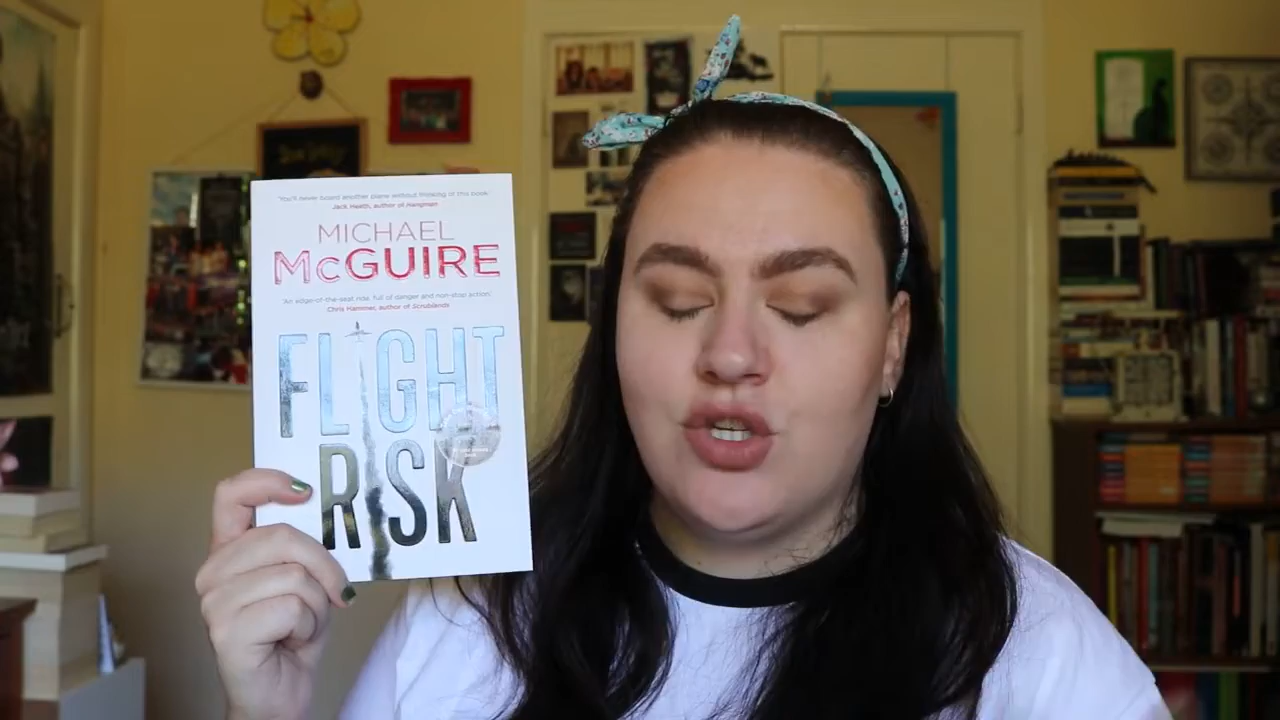 'You'll never board another plane without thinking of this book.'
Jack Heath, author of Hangman
MICHAEL
McGUIRE
'An edge-of-the-seat ride, full of danger and non-stop action.'
Chris Hammer, author of Scrublands
FLIGHT
RISK